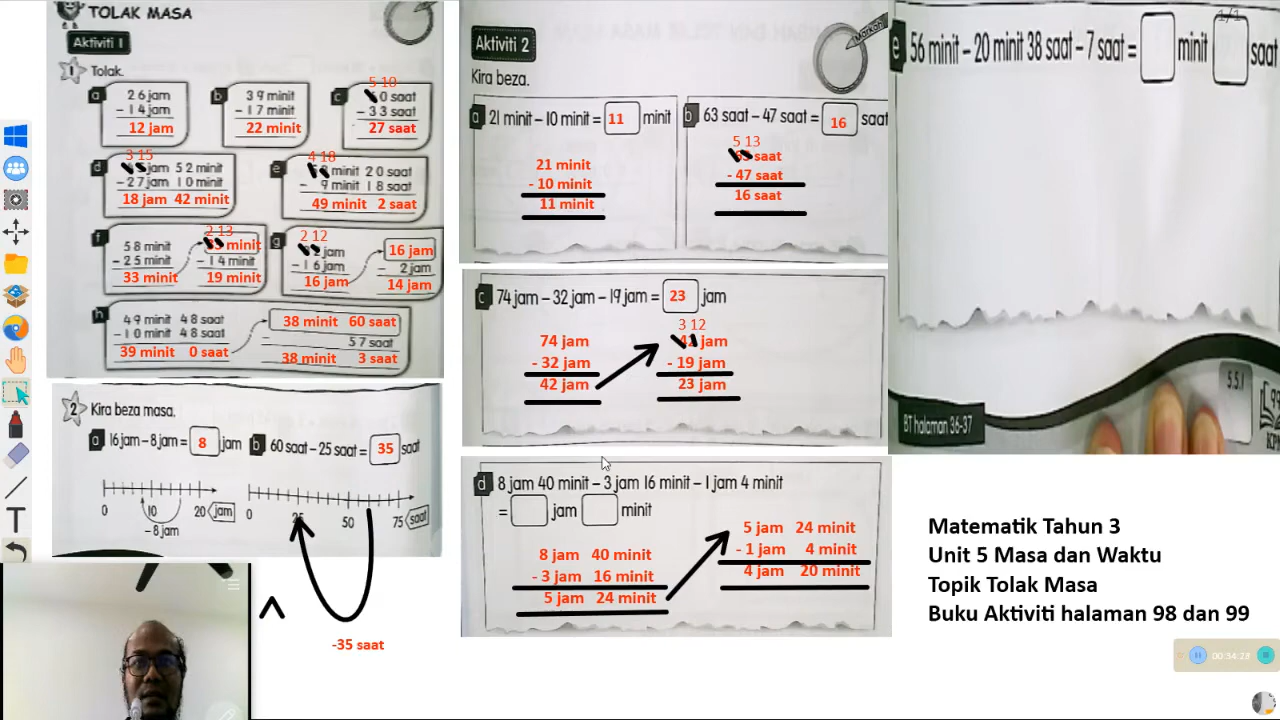 TOLAK MASA
Aktiviti 1
1 Tolak.
a 26 jam
- 14 jam
12 jam
b 39 minit
- 17 minit
22 minit
c 5 10
0 saat
- 33 saat
27 saat
d 3 15
jam 52 minit
- 27 jam 10 minit
18 jam 42 minit
e 4 18
minit 20 saat
- 9 minit 18 saat
49 minit 2 saat
f 58 minit
- 25 minit
33 minit
2 13
33 minit
- 14 minit
19 minit
g 2 12
32 jam
- 16 jam
16 jam
16 jam
- 2 jam
14 jam
h 49 minit 48 saat
- 10 minit 48 saat
39 minit 0 saat
38 minit 60 saat
- 57 saat
38 minit 3 saat
2 Kira beza masa.
a 16 jam – 8 jam = 8 jam
0 10 20 jam
- 8 jam
b 60 saat – 25 saat = 35 saat
0 25 50 75 saat
-35 saat
Aktiviti 2
Markah
Kira beza.
a 21 minit – 10 minit = 11 minit
21 minit
- 10 minit
11 minit
b 63 saat – 47 saat = 16 saat
5 13
63 saat
- 47 saat
16 saat
c 74 jam – 32 jam – 19 jam = 23 jam
74 jam
- 32 jam
42 jam
3 12
42 jam
- 19 jam
23 jam
d 8 jam 40 minit – 3 jam 16 minit – 1 jam 4 minit
= jam minit
8 jam 40 minit
- 3 jam 16 minit
5 jam 24 minit
5 jam 24 minit
- 1 jam 4 minit
4 jam 20 minit
1/1
e 56 minit – 20 minit 38 saat – 7 saat = minit saat
5.5.1
BT halaman 36-37
Matematik Tahun 3
Unit 5 Masa dan Waktu
Topik Tolak Masa
Buku Aktiviti halaman 98 dan 99
00:34:28